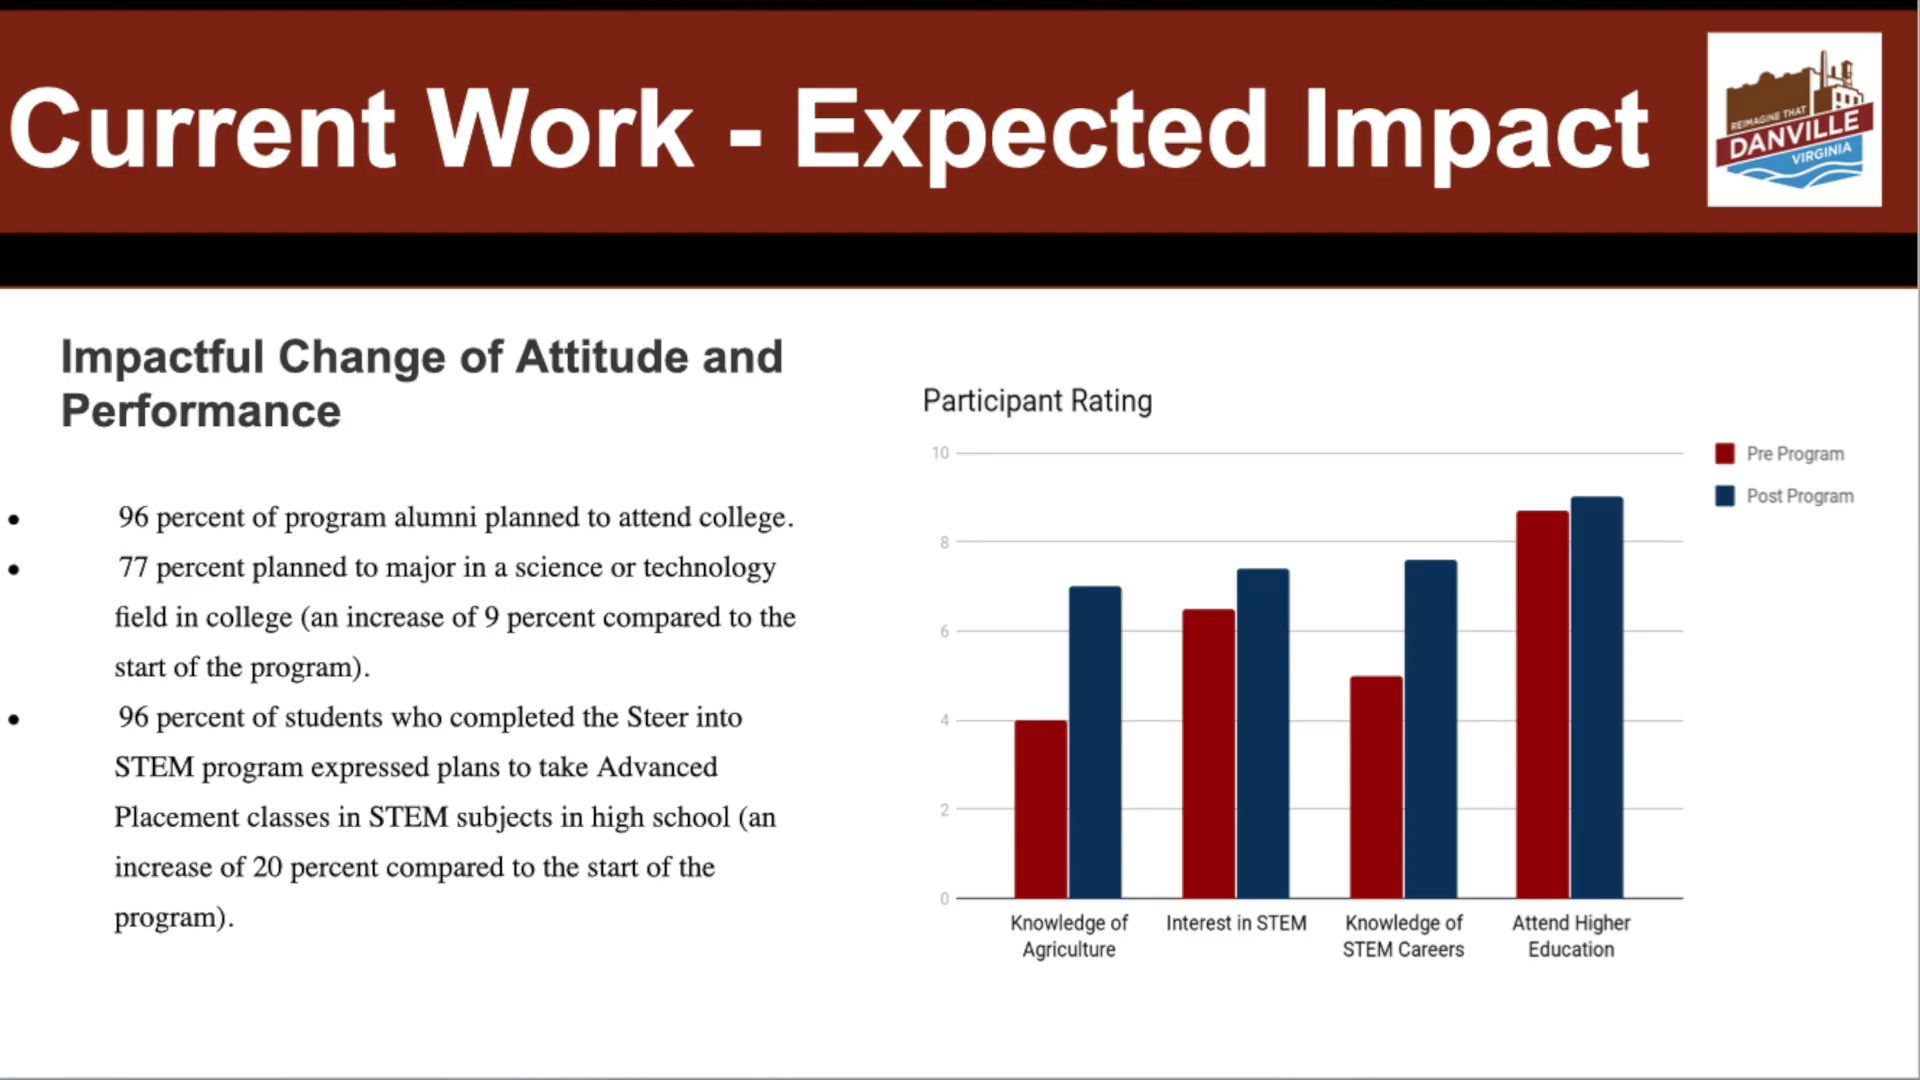 Current Work - Expected Impact
REIMAGINE THAT
DANVILLE
VIRGINIA
Impactful Change of Attitude and
Performance
• 96 percent of program alumni planned to attend college.
• 77 percent planned to major in a science or technology
field in college (an increase of 9 percent compared to the
start of the program).
• 96 percent of students who completed the Steer into
STEM program expressed plans to take Advanced
Placement classes in STEM subjects in high school (an
increase of 20 percent compared to the start of the
program).
Participant Rating
10
8
6
4
2
0
Knowledge of
Agriculture
Interest in STEM
Knowledge of
STEM Careers
Attend Higher
Education
Pre Program
Post Program